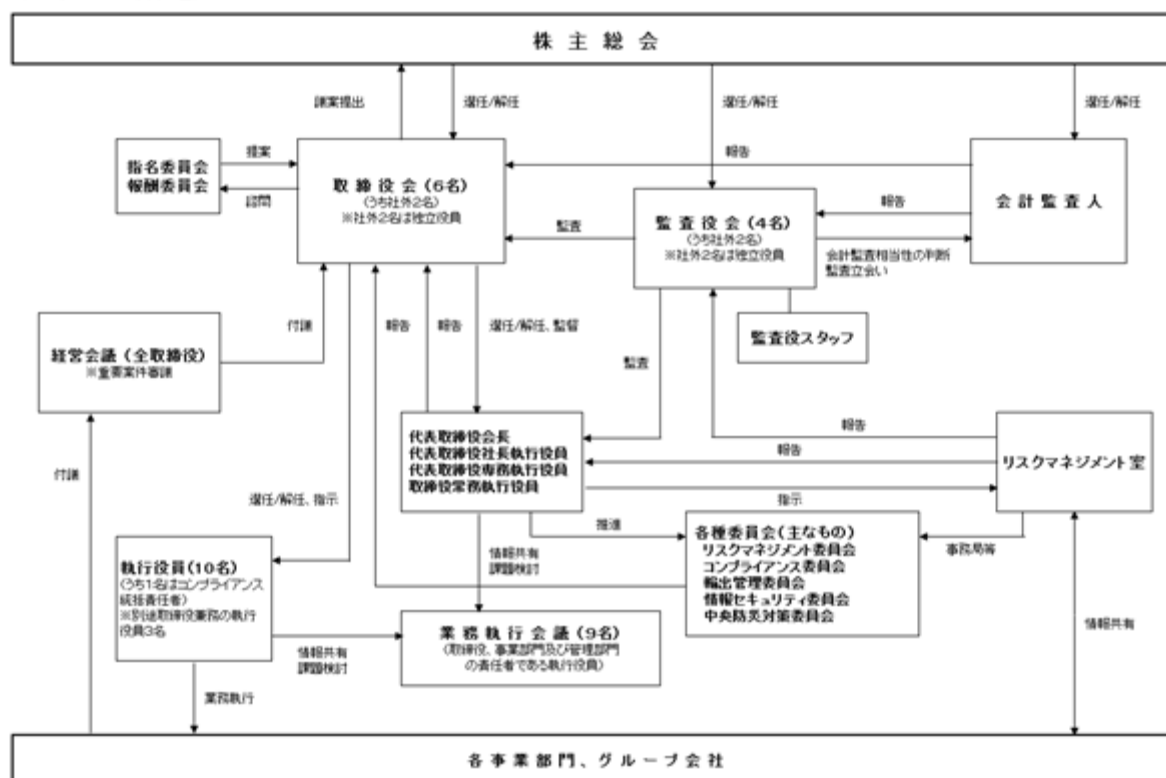 株主総会
議案提出
選任/解任
選任/解任
選任/解任
指名委員会
報酬委員会
提案
諮問
取締役会(6名)
(うち社外2名)
※社外2名は独立役員
報告
報告
監査
監査役会(4名)
(うち社外2名)
※社外2名は独立役員
会計監査相当性の判断
監査立会い
会計監査人
監査役スタッフ
経営会議(全取締役)
※重要案件審議
付議
付議
報告
報告
選任/解任、監督
監査
代表取締役会長
代表取締役社長執行役員
代表取締役専務執行役員
取締役常務執行役員
報告
報告
指示
リスクマネジメント室
選任/解任、指示
推進
事務局等
情報共有
課題検討
各種委員会(主なもの)
リスクマネジメント委員会
コンプライアンス委員会
輸出管理委員会
情報セキュリティ委員会
中央防災対策委員会
執行役員(10名)
(うち1名はコンプライアンス
統括責任者)
※別途取締役兼務の執行
役員3名
情報共有
課題検討
業務執行会議(9名)
(取締役、事業部門及び管理部門
の責任者である執行役員)
情報共有
業務執行
各事業部門、グループ会社